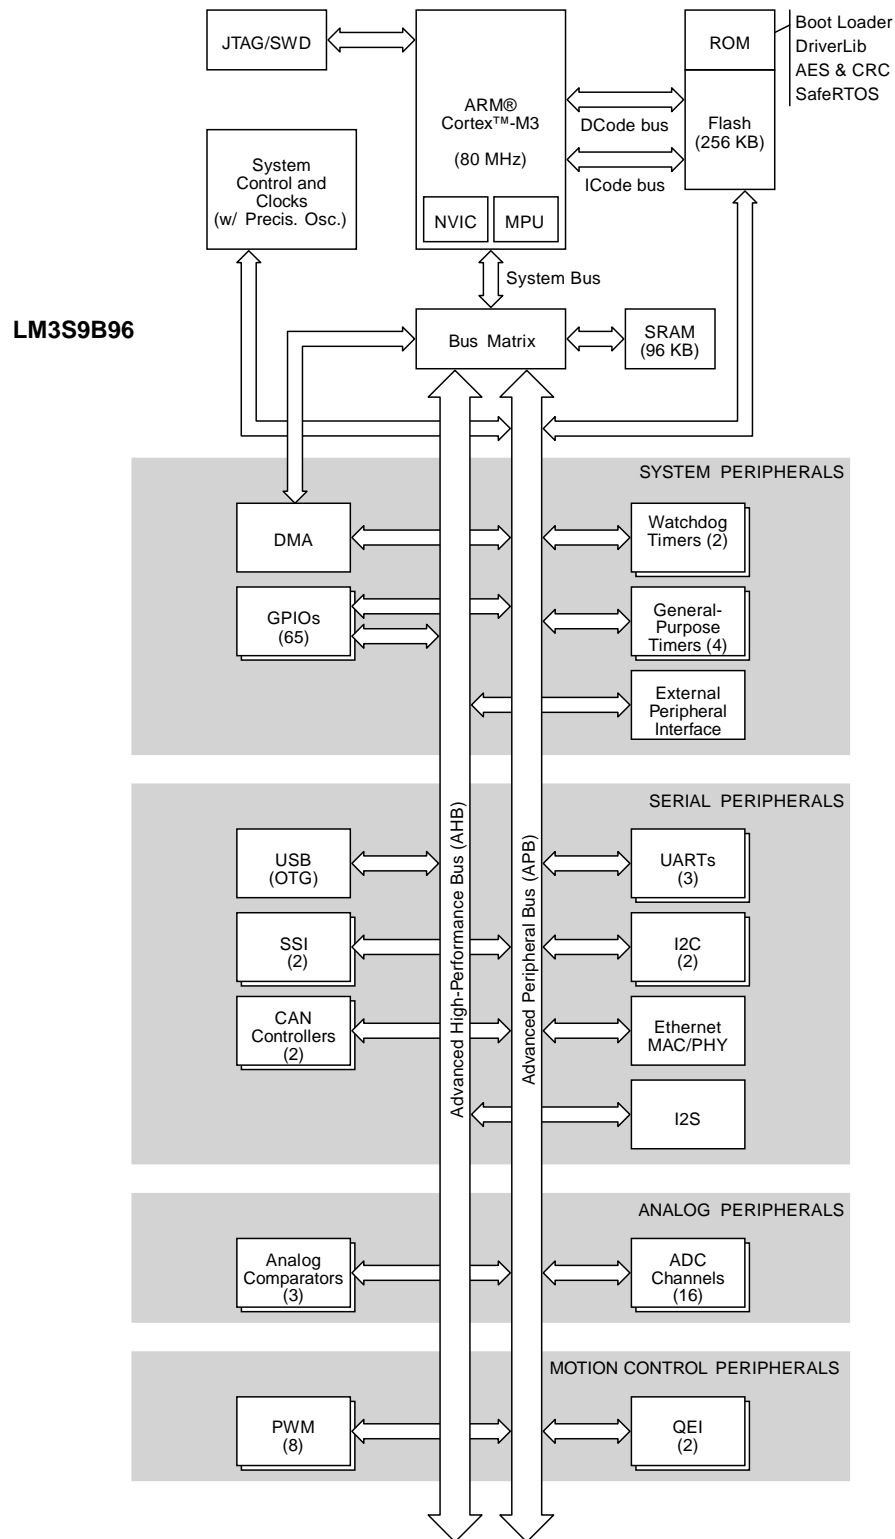 JTAG/SWD
ARM®
Cortex™-M3
(80 MHz)
NVIC
MPU
ROM
Flash
(256 KB)
Boot Loader
DriverLib
AES & CRC
SafeRTOS
DCode bus
ICode bus
System
Control and
Clocks
(w/ Precis. Osc.)
System Bus
LM3S9B96
Bus Matrix
SRAM
(96 KB)
SYSTEM PERIPHERALS
DMA
Watchdog
Timers (2)
GPIOs
(65)
General-
Purpose
Timers (4)
External
Peripheral
Interface
Advanced High-Performance Bus (AHB)
Advanced Peripheral Bus (APB)
SERIAL PERIPHERALS
USB
(OTG)
UARTs
(3)
SSI
(2)
I2C
(2)
CAN
Controllers
(2)
Ethernet
MAC/PHY
I2S
ANALOG PERIPHERALS
Analog
Comparators
(3)
ADC
Channels
(16)
MOTION CONTROL PERIPHERALS
PWM
(8)
QEI
(2)